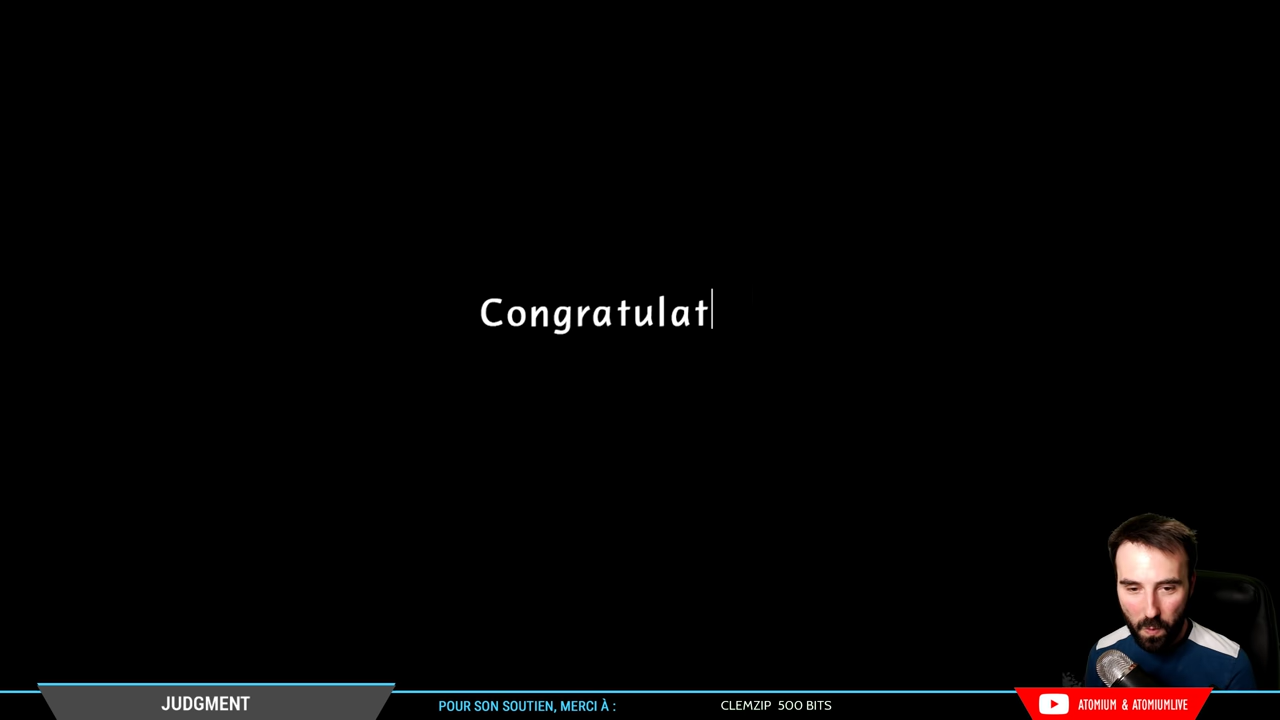 Congratulat
JUDGMENT
POUR SON SOUTIEN, MERCI À :
CLEMZIP 500 BITS
ATOMIUM & ATOMIUMLIVE